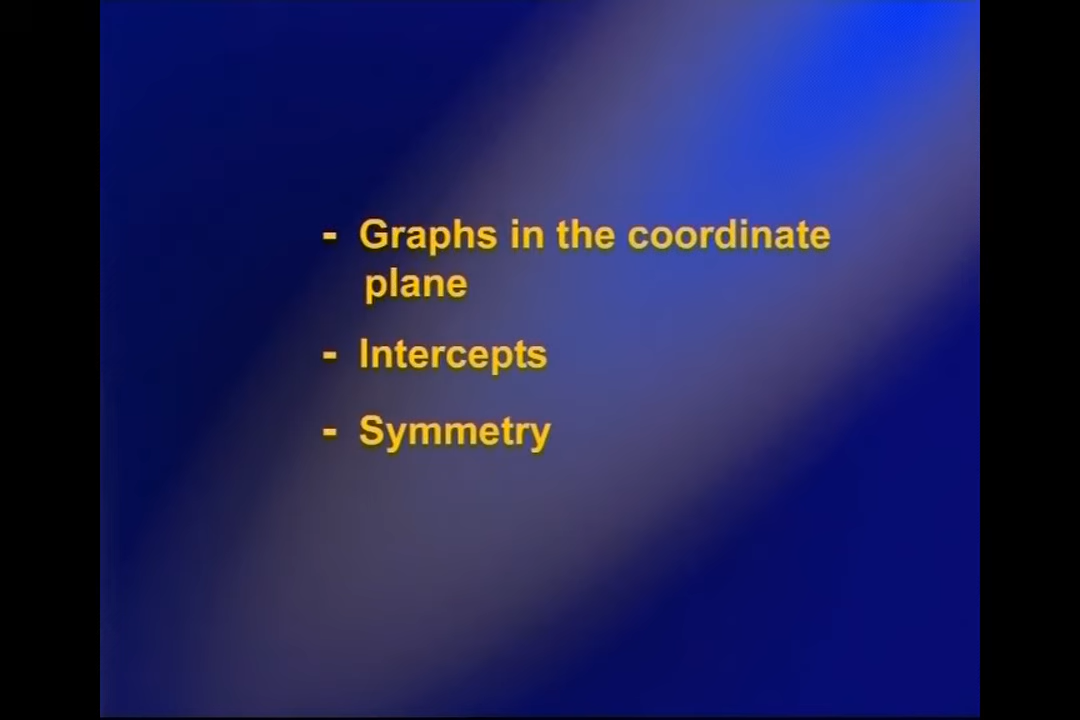 - Graphs in the coordinate
plane
- Intercepts
- Symmetry